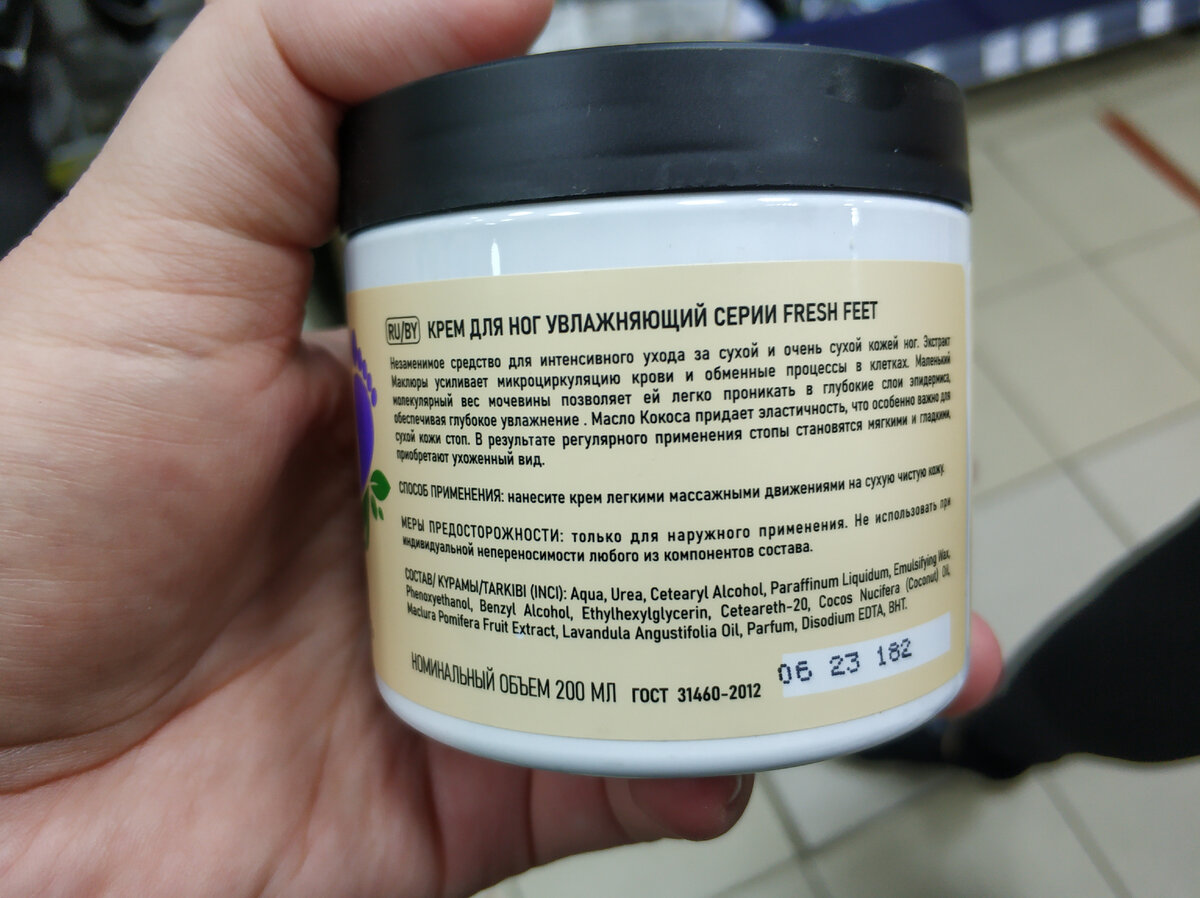 RU/BY КРЕМ ДЛЯ НОГ УВЛАЖНЯЮЩИЙ СЕРИИ FRESH FEET
Незаменимое средство для интенсивного ухода за сухой и очень сухой кожей ног. Экстракт
Маклюры усиливает микроциркуляцию крови и обменные процессы в клетках. Маленький
молекулярный вес мочевины позволяет ей легко проникать в глубокие слои эпидермиса,
обеспечивая глубокое увлажнение . Масло Кокоса придает эластичность, что особенно важно для
сухой кожи стоп. В результате регулярного применения стопы становятся мягкими и гладкими,
приобретают ухоженный вид.
СПОСОБ ПРИМЕНЕНИЯ: нанесите крем легкими массажными движениями на сухую чистую кожу.
МЕРЫ ПРЕДОСТОРОЖНОСТИ: только для наружного применения. Не использовать при
индивидуальной непереносимости любого из компонентов состава.
СОСТАВ/ ҚҰРАМЫ/TARKIBI (INCI): Aqua, Urea, Cetearyl Alcohol, Paraffinum Liquidum, Emulsifying Wax,
Phenoxyethanol, Benzyl Alcohol, Ethylhexylglycerin, Ceteareth-20, Cocos Nucifera (Coconut) Oil,
Maclura Pomifera Fruit Extract, Lavandula Angustifolia Oil, Parfum, Disodium EDTA, BHT.
НОМИНАЛЬНЫЙ ОБЪЕМ 200 МЛ ГОСТ 31460-2012
06 23 182